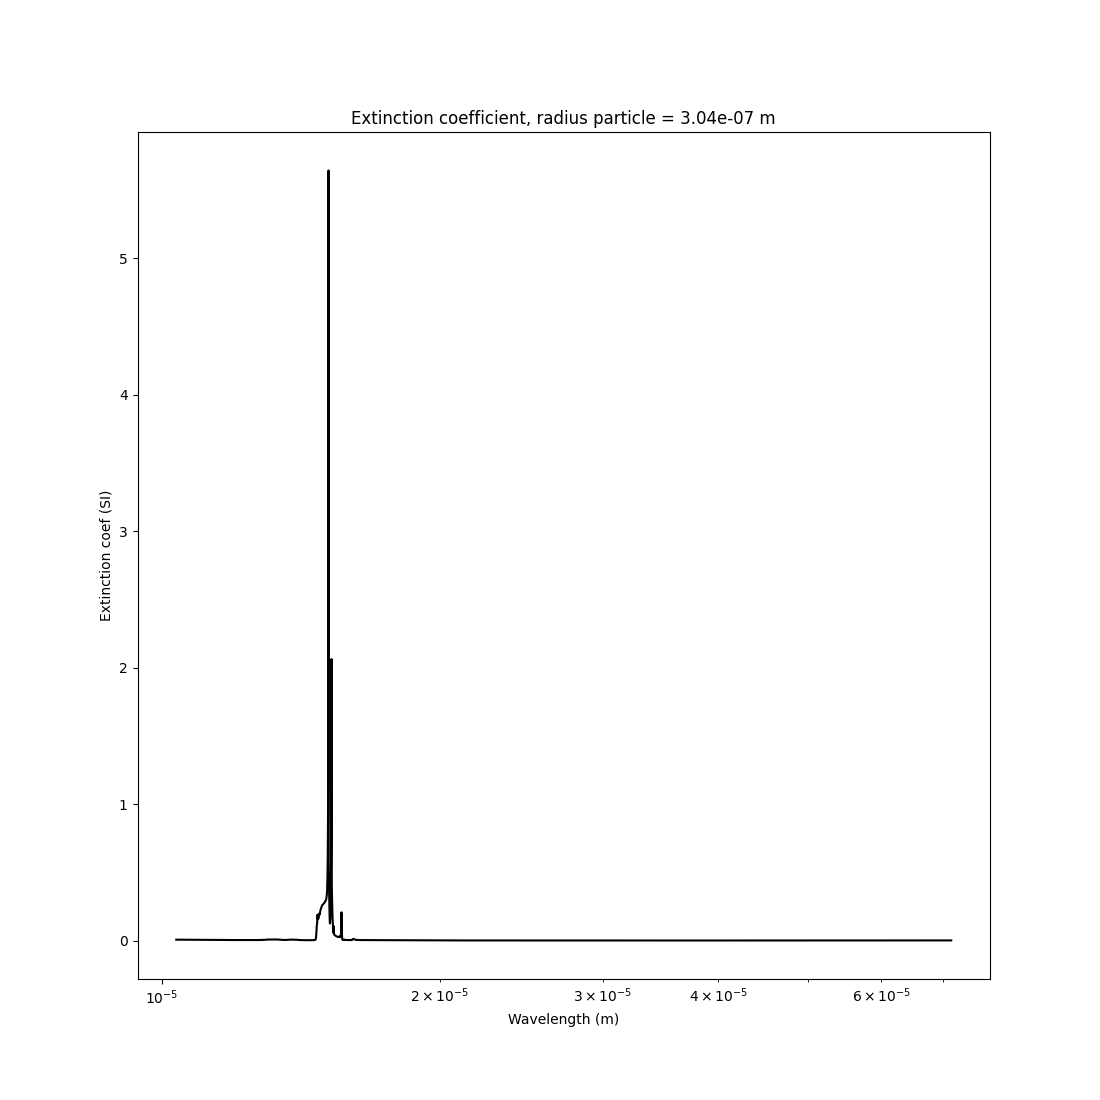 Extinction coefficient, radius particle = 3.04e-07 m
Extinction coef (SI)
5
4
3
2
1
0
10⁻⁵
2 × 10⁻⁵
3 × 10⁻⁵
4 × 10⁻⁵
6 × 10⁻⁵
Wavelength (m)